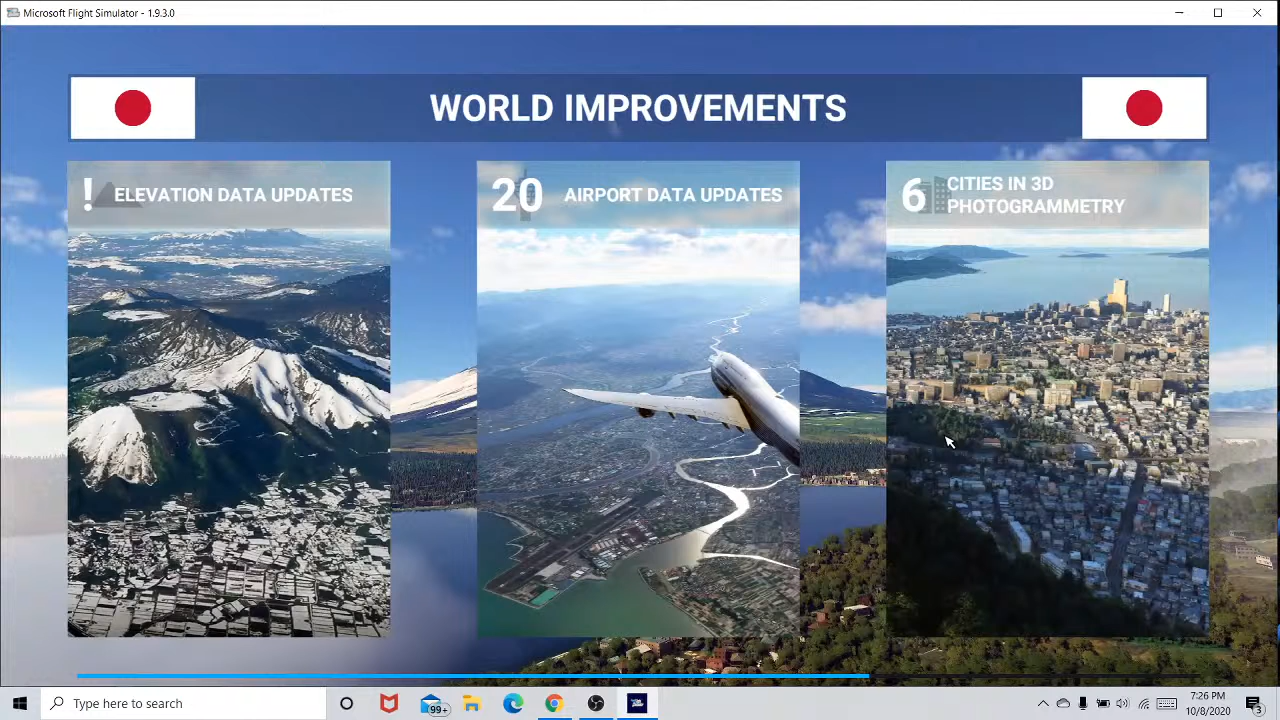 Microsoft Flight Simulator - 1.9.3.0
WORLD IMPROVEMENTS
! ELEVATION DATA UPDATES
20 AIRPORT DATA UPDATES
6 CITIES IN 3D
PHOTOGRAMMETRY
Type here to search
99+
7:26 PM
10/8/2020
3